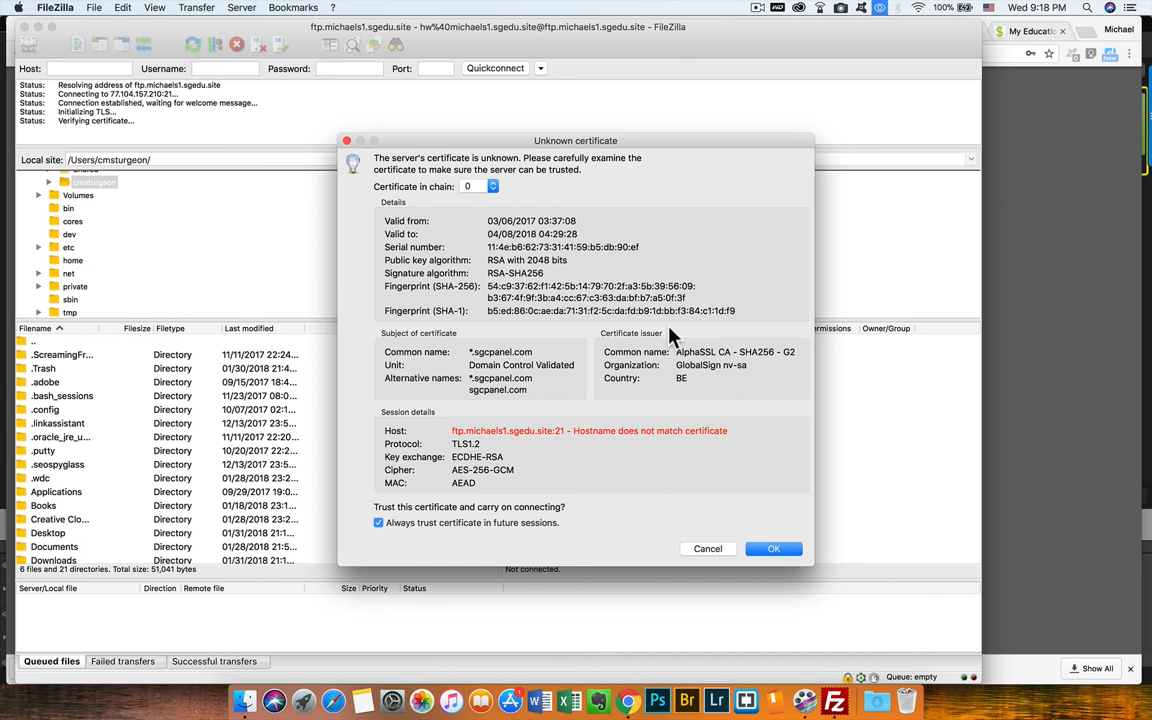 FileZilla File Edit View Transfer Server Bookmarks ? 100% Wed 9:18 PM
ftp.michaels1.sgedu.site - hw%40michaels1.sgedu.site@ftp.michaels1.sgedu.site - FileZilla
My Education
Michael
New
Host: Username: Password: Port: Quickconnect
Status: Resolving address of ftp.michaels1.sgedu.site
Status: Connecting to 77.104.157.210:21...
Status: Connection established, waiting for welcome message...
Status: Initializing TLS...
Status: Verifying certificate...
Local site: /Users/cmsturgeon/
cmsturgeon
Volumes
bin
cores
dev
etc
home
net
private
sbin
tmp
Filename Filesize Filetype Last modified
..
.ScreamingFr... Directory 11/11/2017 22:24...
.Trash Directory 01/30/2018 21:4...
.adobe Directory 09/15/2017 18:4...
.bash_sessions Directory 11/23/2017 08:0...
.config Directory 10/07/2017 02:1...
.linkassistant Directory 12/13/2017 23:5...
.oracle_jre_u... Directory 11/22/2017 20:2...
.putty Directory 10/20/2017 22:2...
.seospyglass Directory 12/13/2017 23:5...
.wdc Directory 01/28/2018 23:2...
Applications Directory 09/29/2017 19:0...
Books Directory 01/18/2018 23:1...
Creative Clo... Directory 01/28/2018 23:2...
Desktop Directory 01/31/2018 21:1...
Documents Directory 01/28/2018 21:5...
Downloads Directory 01/31/2018 21:1...
6 files and 21 directories. Total size: 51,041 bytes
ermissions Owner/Group
Not connected.
Unknown certificate
The server's certificate is unknown. Please carefully examine the
certificate to make sure the server can be trusted.
Certificate in chain: 0
Details
Valid from: 03/06/2017 03:37:08
Valid to: 04/08/2018 04:29:28
Serial number: 11:4e:b6:62:73:31:41:59:b5:db:90:ef
Public key algorithm: RSA with 2048 bits
Signature algorithm: RSA-SHA256
Fingerprint (SHA-256): 54:c9:37:62:f1:42:5b:14:79:70:2f:a3:5b:39:56:09:
b3:67:4f:9f:3b:a4:cc:67:c3:63:da:bf:b7:a5:0f:3f
Fingerprint (SHA-1): b5:ed:86:0c:ae:da:71:31:f2:5c:da:fd:b9:1d:bb:f3:84:c1:1d:f9
Subject of certificate
Common name: *.sgcpanel.com
Unit: Domain Control Validated
Alternative names: *.sgcpanel.com
sgcpanel.com
Certificate issuer
Common name: AlphaSSL CA - SHA256 - G2
Organization: GlobalSign nv-sa
Country: BE
Session details
Host: ftp.michaels1.sgedu.site:21 - Hostname does not match certificate
Protocol: TLS1.2
Key exchange: ECDHE-RSA
Cipher: AES-256-GCM
MAC: AEAD
Trust this certificate and carry on connecting?
Always trust certificate in future sessions.
Cancel OK
Server/Local file Direction Remote file Size Priority Status
Queued files Failed transfers Successful transfers
Queue: empty
Show All
1
Ps Br Lr Fz